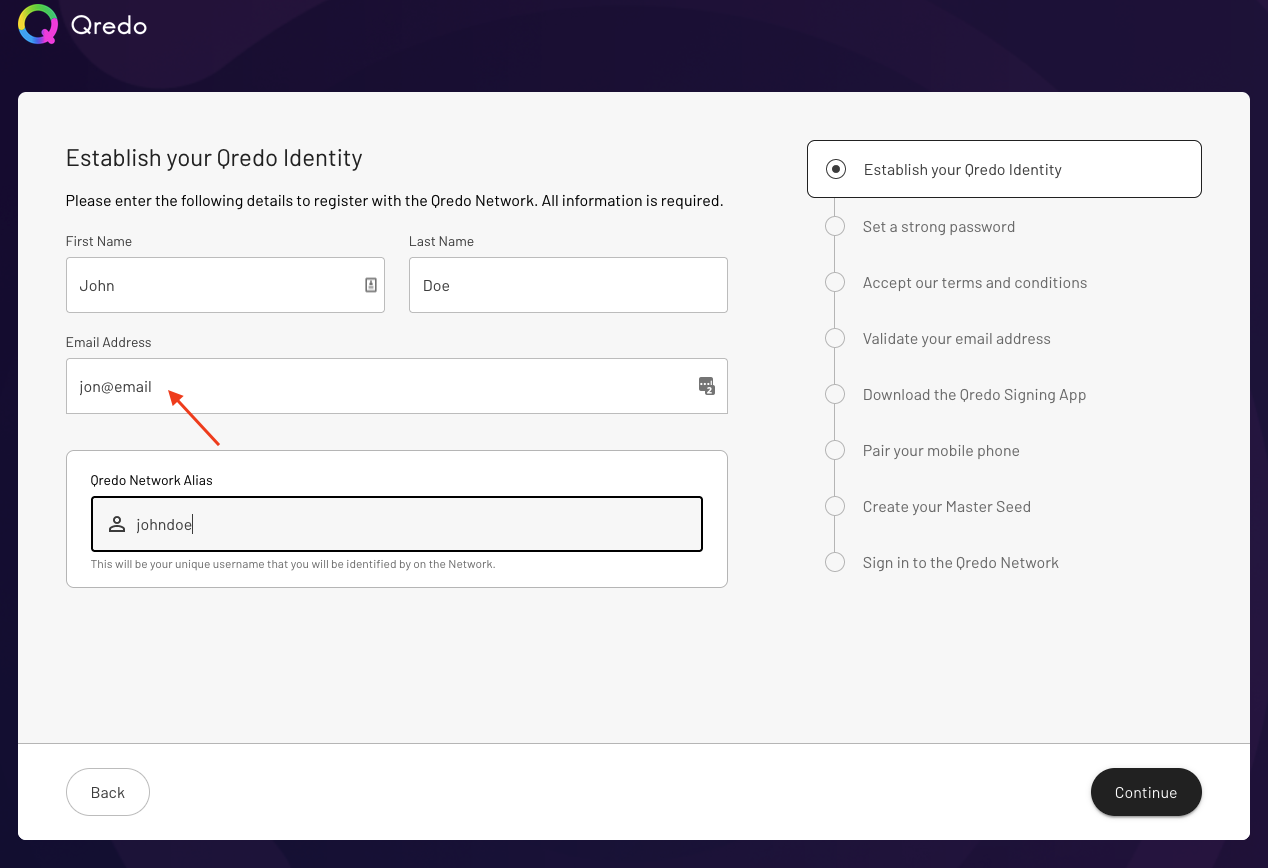 Qredo
Establish your Qredo Identity
Please enter the following details to register with the Qredo Network. All information is required.
First Name
Last Name
John
Doe
Email Address
jon@email
2
Qredo Network Alias
johndoe
This will be your unique username that you will be identified by on the Network.
Establish your Qredo Identity
Set a strong password
Accept our terms and conditions
Validate your email address
Download the Qredo Signing App
Pair your mobile phone
Create your Master Seed
Sign in to the Qredo Network
Back
Continue